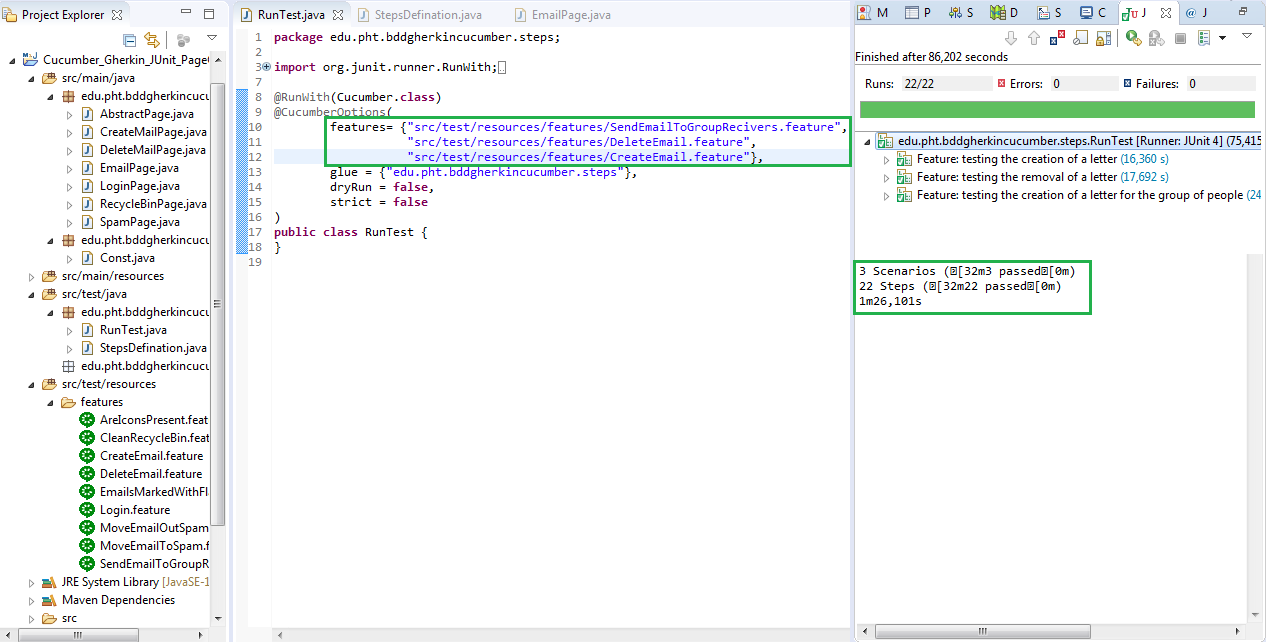 Project Explorer
Cucumber_Gherkin_JUnit_Page
src/main/java
edu.pht.bddgherkincucu
AbstractPage.java
CreateMailPage.java
DeleteMailPage.java
EmailPage.java
LoginPage.java
RecycleBinPage.java
SpamPage.java
edu.pht.bddgherkincucu
Const.java
src/main/resources
src/test/java
edu.pht.bddgherkincucu
RunTest.java
StepsDefination.java
edu.pht.bddgherkincucu
src/test/resources
features
AreIconsPresent.feat
CleanRecycleBin.feat
CreateEmail.feature
DeleteEmail.feature
EmailsMarkedWithFl
Login.feature
MoveEmailOutSpam
MoveEmailToSpam.f
SendEmailToGroupR
JRE System Library [JavaSE-1
Maven Dependencies
src
RunTest.java StepsDefination.java EmailPage.java
1 package edu.pht.bddgherkincucumber.steps;
2
3 import org.junit.runner.RunWith;
7
8 @RunWith(Cucumber.class)
9 @CucumberOptions(
10 features= {"src/test/resources/features/SendEmailToGroupRecivers.feature",
11 "src/test/resources/features/DeleteEmail.feature",
12 "src/test/resources/features/CreateEmail.feature"},
13 glue = {"edu.pht.bddgherkincucumber.steps"},
14 dryRun = false,
15 strict = false
16 )
17 public class RunTest {
18 }
19
M P S D S C J J
Finished after 86,202 seconds
Runs: 22/22 Errors: 0 Failures: 0
edu.pht.bddgherkincucumber.steps.RunTest [Runner: JUnit 4] (75,415
Feature: testing the creation of a letter (16,360 s)
Feature: testing the removal of a letter (17,692 s)
Feature: testing the creation of a letter for the group of people (24
3 Scenarios ([32m3 passed[0m)
22 Steps ([32m22 passed[0m)
1m26,101s